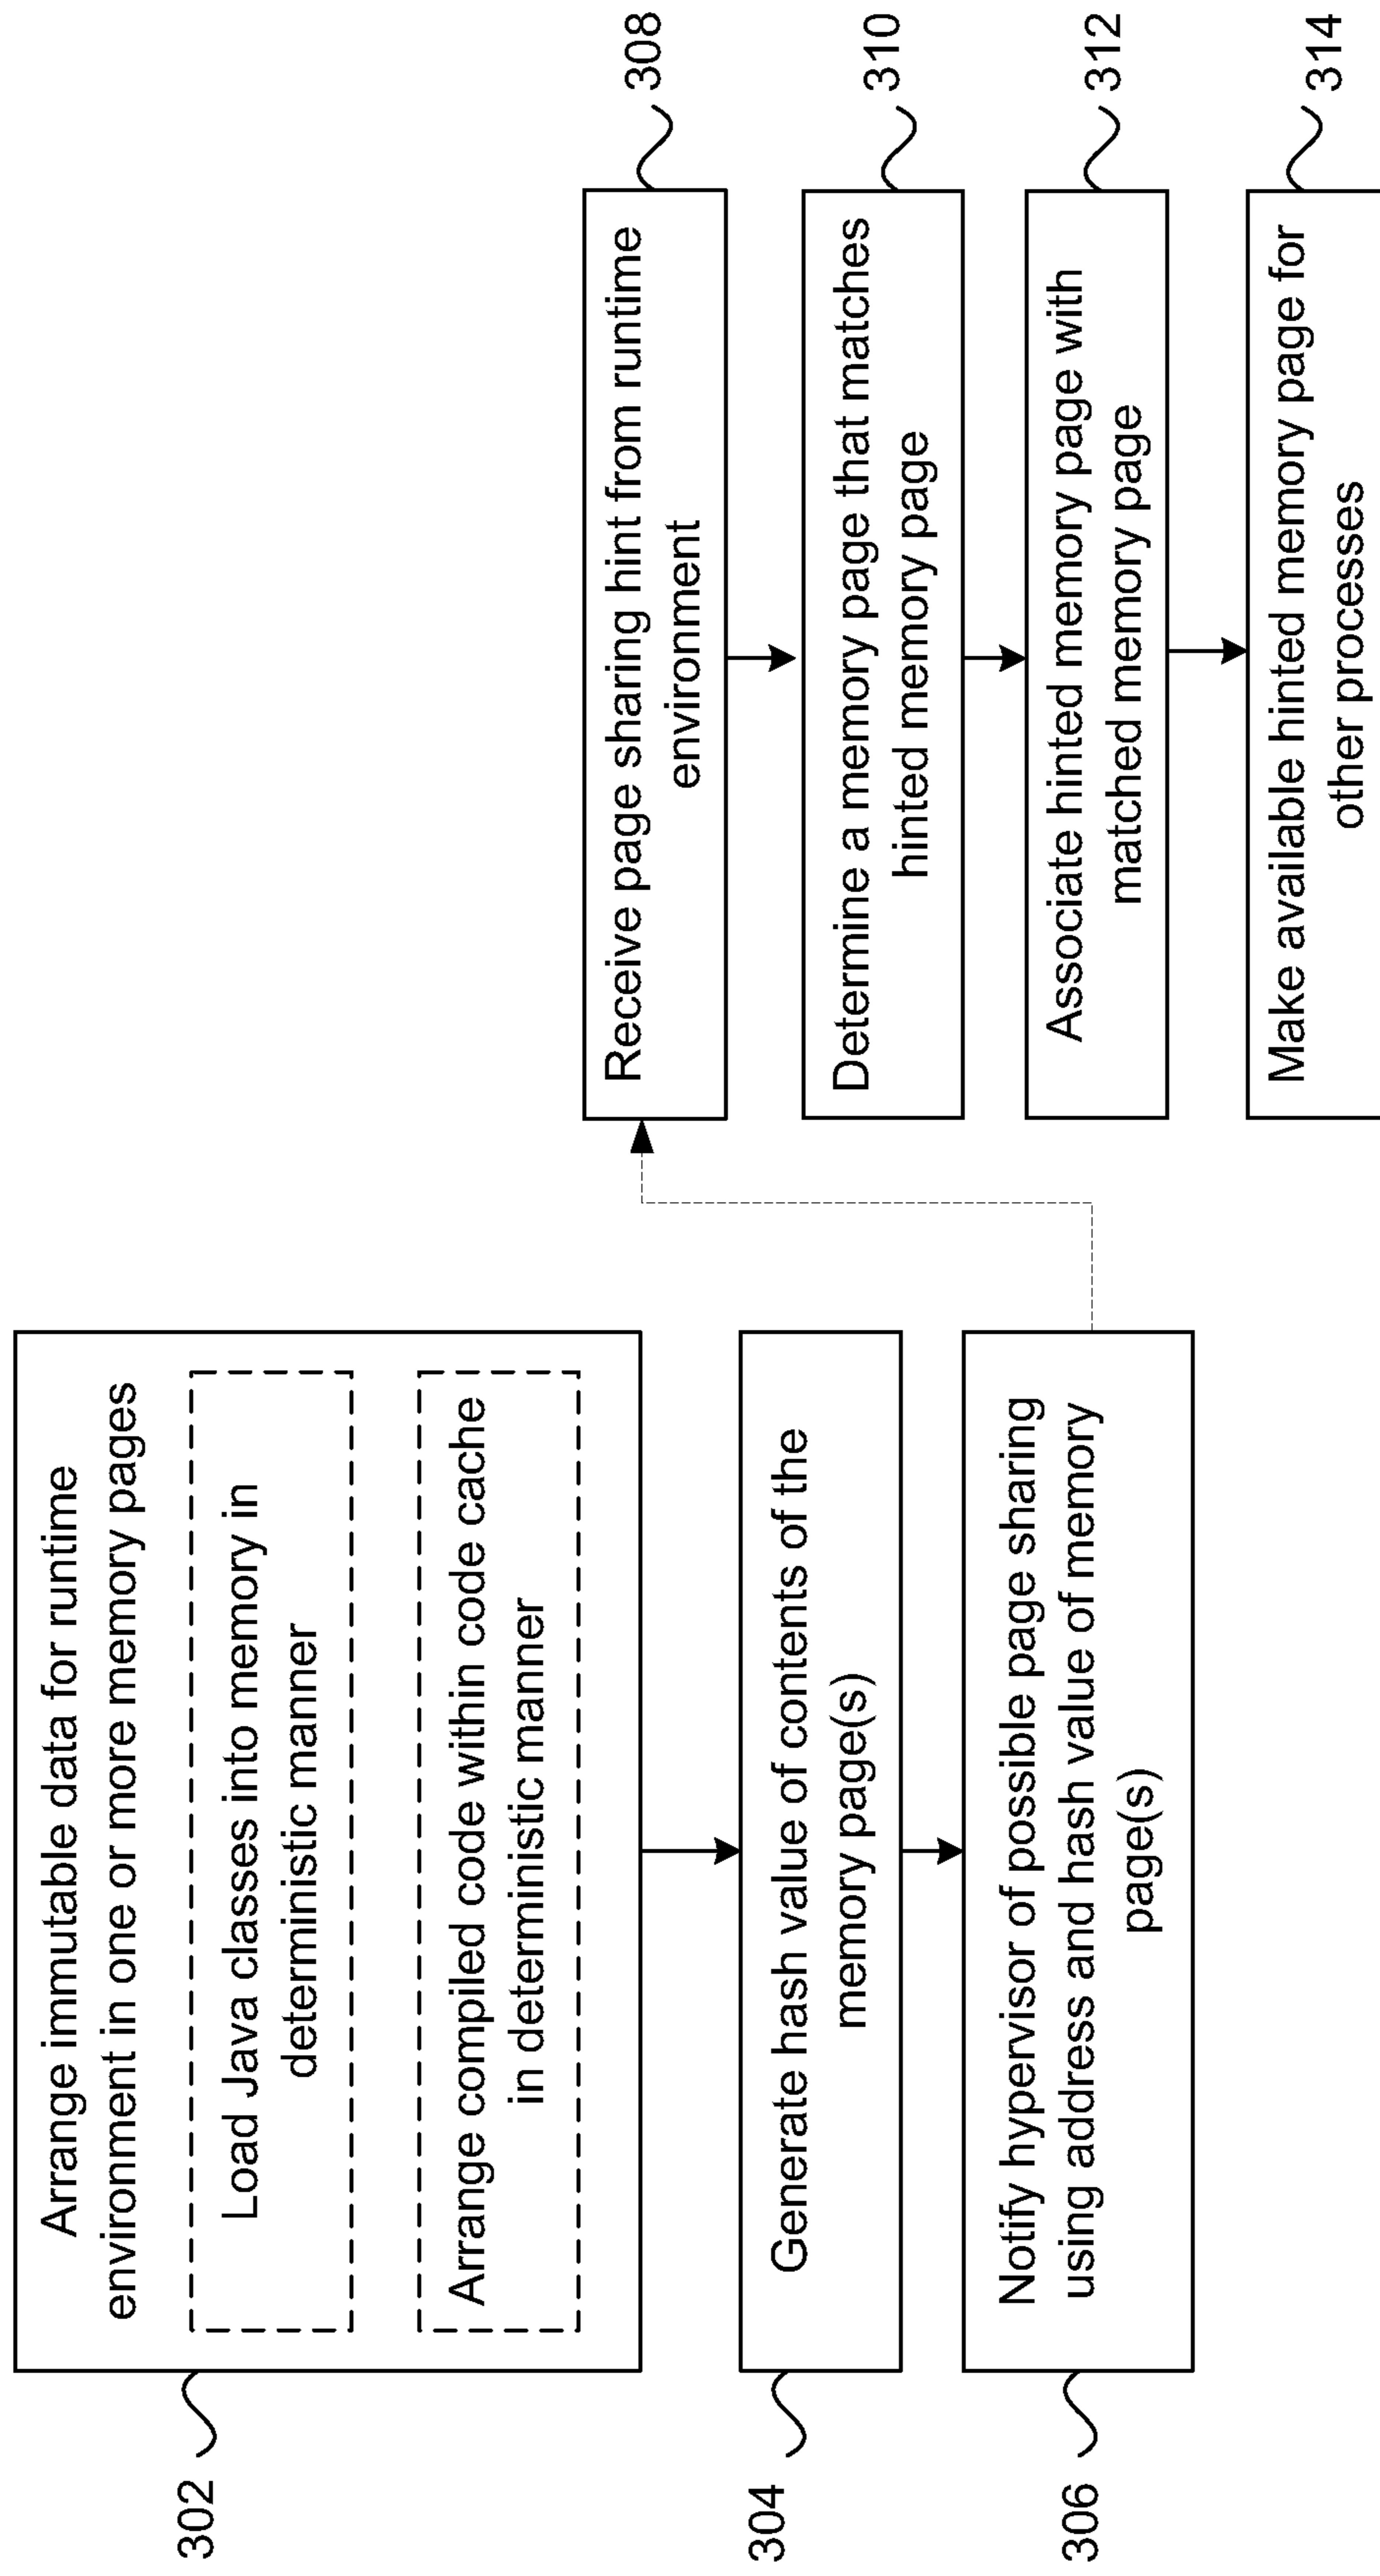 302
Arrange immutable data for runtime
environment in one or more memory pages
Load Java classes into memory in
deterministic manner
Arrange compiled code within code cache
in deterministic manner
304
Generate hash value of contents of the
memory page(s)
306
Notify hypervisor of possible page sharing
using address and hash value of memory
page(s)
Receive page sharing hint from runtime
environment
308
Determine a memory page that matches
hinted memory page
310
Associate hinted memory page with
matched memory page
312
Make available hinted memory page for
other processes
314